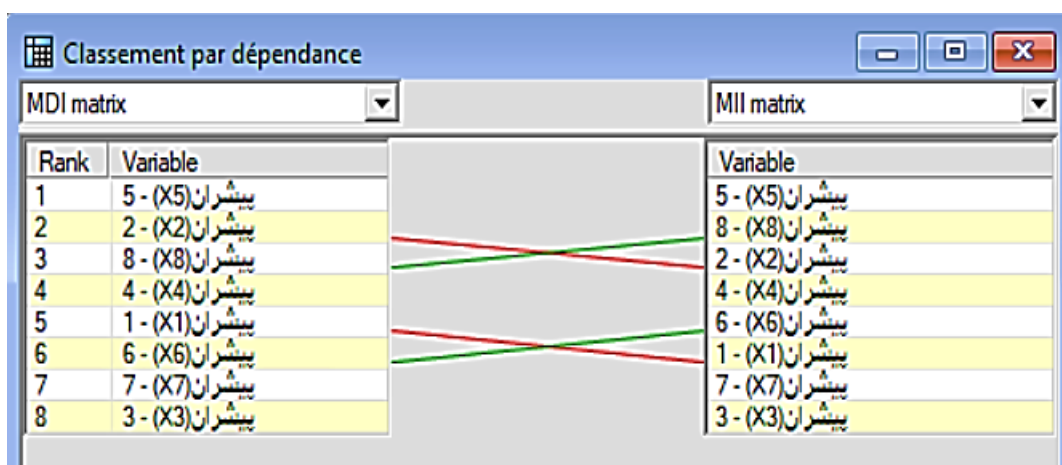 Classement par dépendance
MDI matrix MII matrix
Rank Variable Variable
1 5 - (X5)پیشران 5 - (X5)پیشران
2 2 - (X2)پیشران 8 - (X8)پیشران
3 8 - (X8)پیشران 2 - (X2)پیشران
4 4 - (X4)پیشران 4 - (X4)پیشران
5 1 - (X1)پیشران 6 - (X6)پیشران
6 6 - (X6)پیشران 1 - (X1)پیشران
7 7 - (X7)پیشران 7 - (X7)پیشران
8 3 - (X3)پیشران 3 - (X3)پیشران